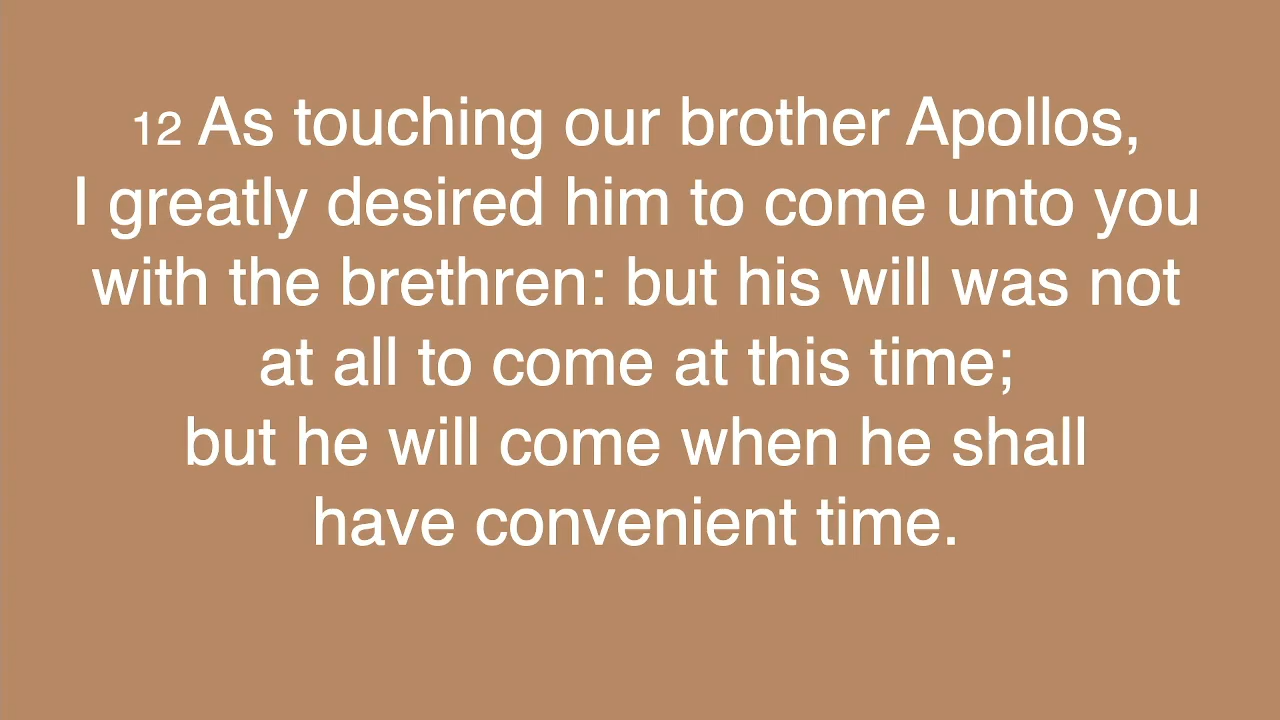 12 As touching our brother Apollos,
I greatly desired him to come unto you
with the brethren: but his will was not
at all to come at this time;
but he will come when he shall
have convenient time.